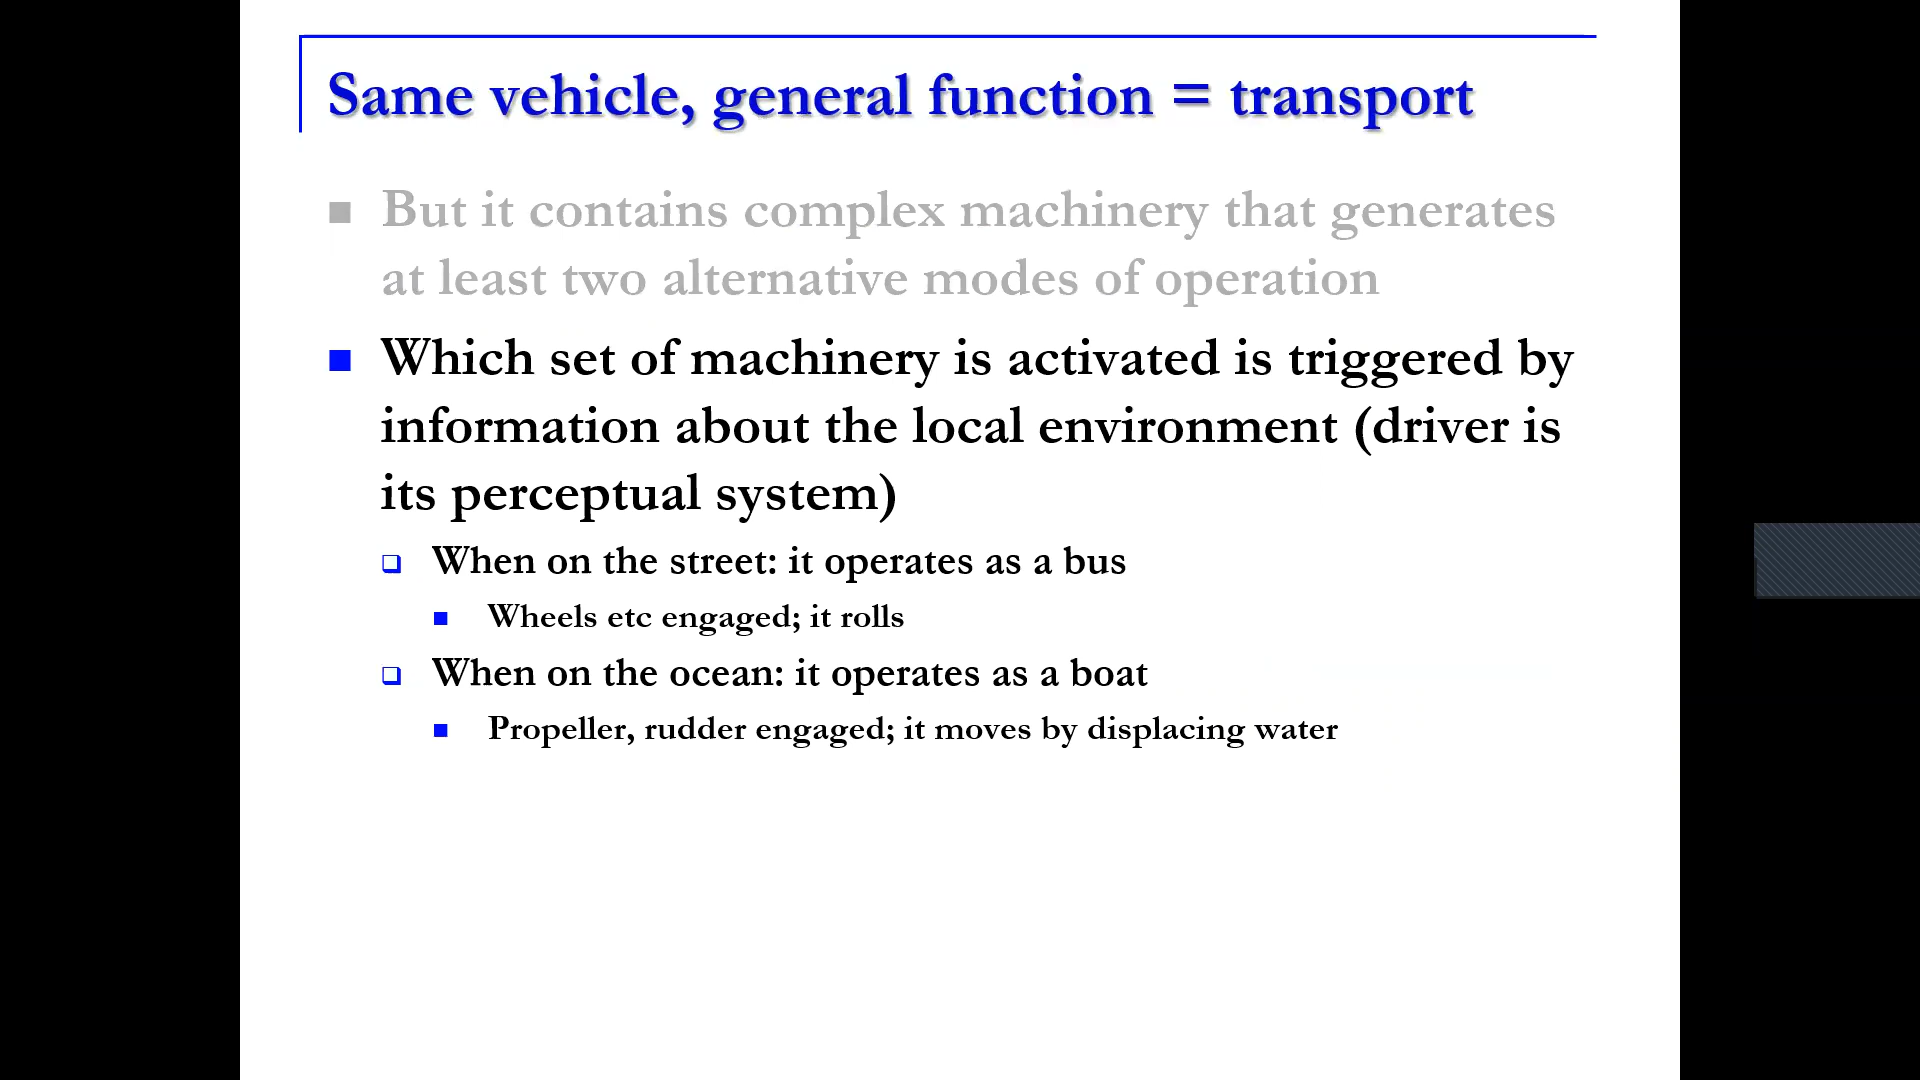 Same vehicle, general function = transport
But it contains complex machinery that generates
at least two alternative modes of operation
Which set of machinery is activated is triggered by
information about the local environment (driver is
its perceptual system)
When on the street: it operates as a bus
Wheels etc engaged; it rolls
When on the ocean: it operates as a boat
Propeller, rudder engaged; it moves by displacing water